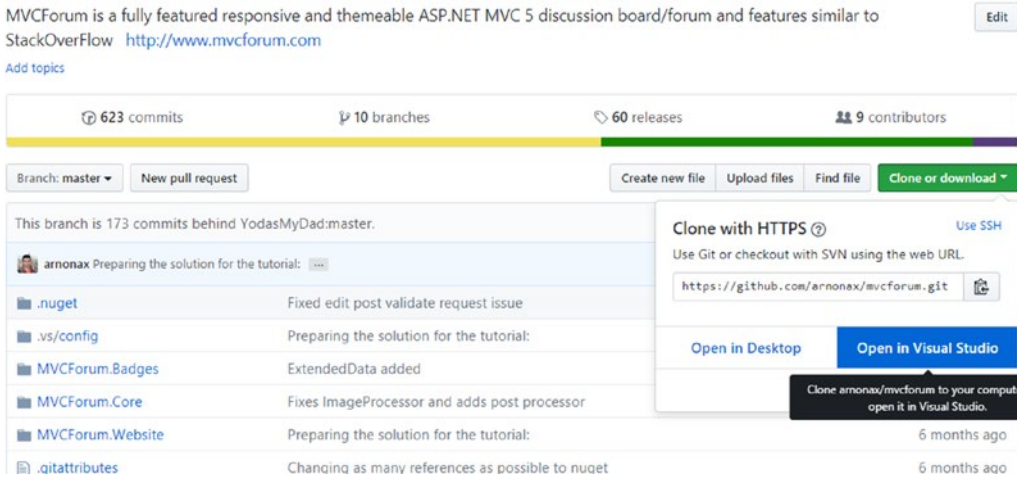 MVCForum is a fully featured responsive and themeable ASP.NET MVC 5 discussion board/forum and features similar to
StackOverFlow http://www.mvcforum.com
Edit
Add topics
623 commits 10 branches 60 releases 9 contributors
Branch: master New pull request Create new file Upload files Find file Clone or download
This branch is 173 commits behind YodasMyDad:master.
arnonax Preparing the solution for the tutorial: ...
Clone with HTTPS Use SSH
Use Git or checkout with SVN using the web URL.
https://github.com/arnonax/mvcforum.git
Open in Desktop Open in Visual Studio
Clone arnonax/mvcforum to your compute
open it in Visual Studio.
.nuget Fixed edit post validate request issue
.vs/config Preparing the solution for the tutorial:
MVCForum.Badges ExtendedData added
MVCForum.Core Fixes ImageProcessor and adds post processor
MVCForum.Website Preparing the solution for the tutorial: 6 months ago
.gitattributes Changing as many references as possible to nuget 6 months ago